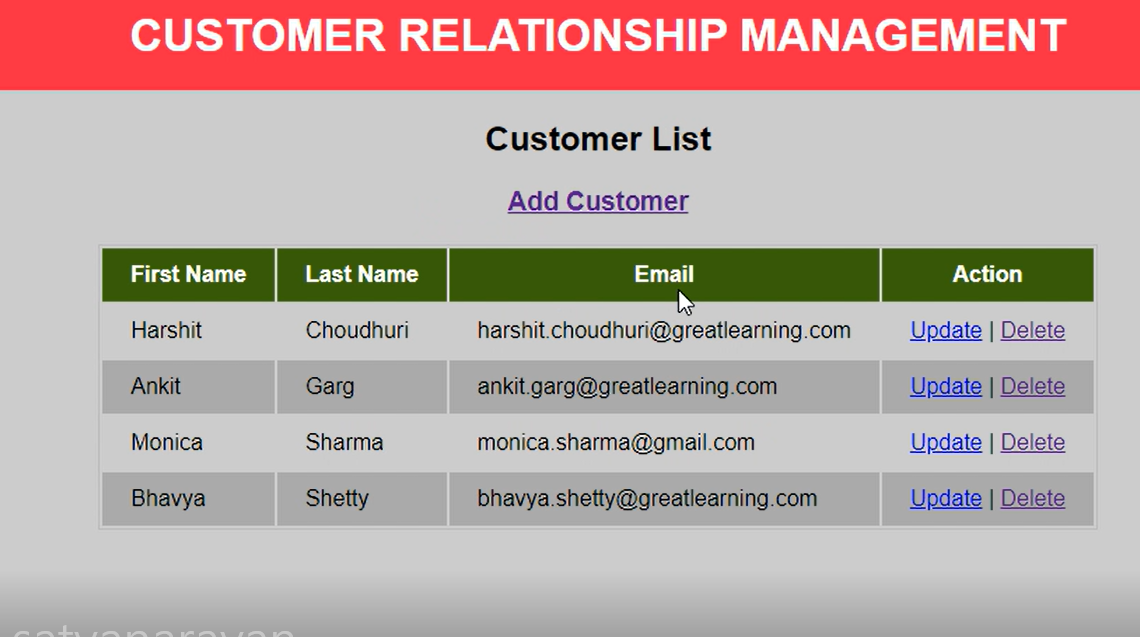 CUSTOMER RELATIONSHIP MANAGEMENT
Customer List
Add Customer
First Name Last Name Email Action
Harshit Choudhuri harshit.choudhuri@greatlearning.com Update | Delete
Ankit Garg ankit.garg@greatlearning.com Update | Delete
Monica Sharma monica.sharma@gmail.com Update | Delete
Bhavya Shetty bhavya.shetty@greatlearning.com Update | Delete
satyanarayan